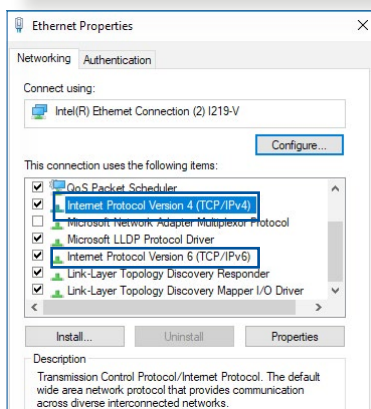 Ethernet Properties
Networking Authentication
Connect using:
Intel(R) Ethernet Connection (2) I219-V
Configure...
This connection uses the following items:
QoS Packet Scheduler
Internet Protocol Version 4 (TCP/IPv4)
Microsoft Network Adapter Multiplexor Protocol
Microsoft LLDP Protocol Driver
Internet Protocol Version 6 (TCP/IPv6)
Link-Layer Topology Discovery Responder
Link-Layer Topology Discovery Mapper I/O Driver
Install... Uninstall Properties
Description
Transmission Control Protocol/Internet Protocol. The default
wide area network protocol that provides communication
across diverse interconnected networks.